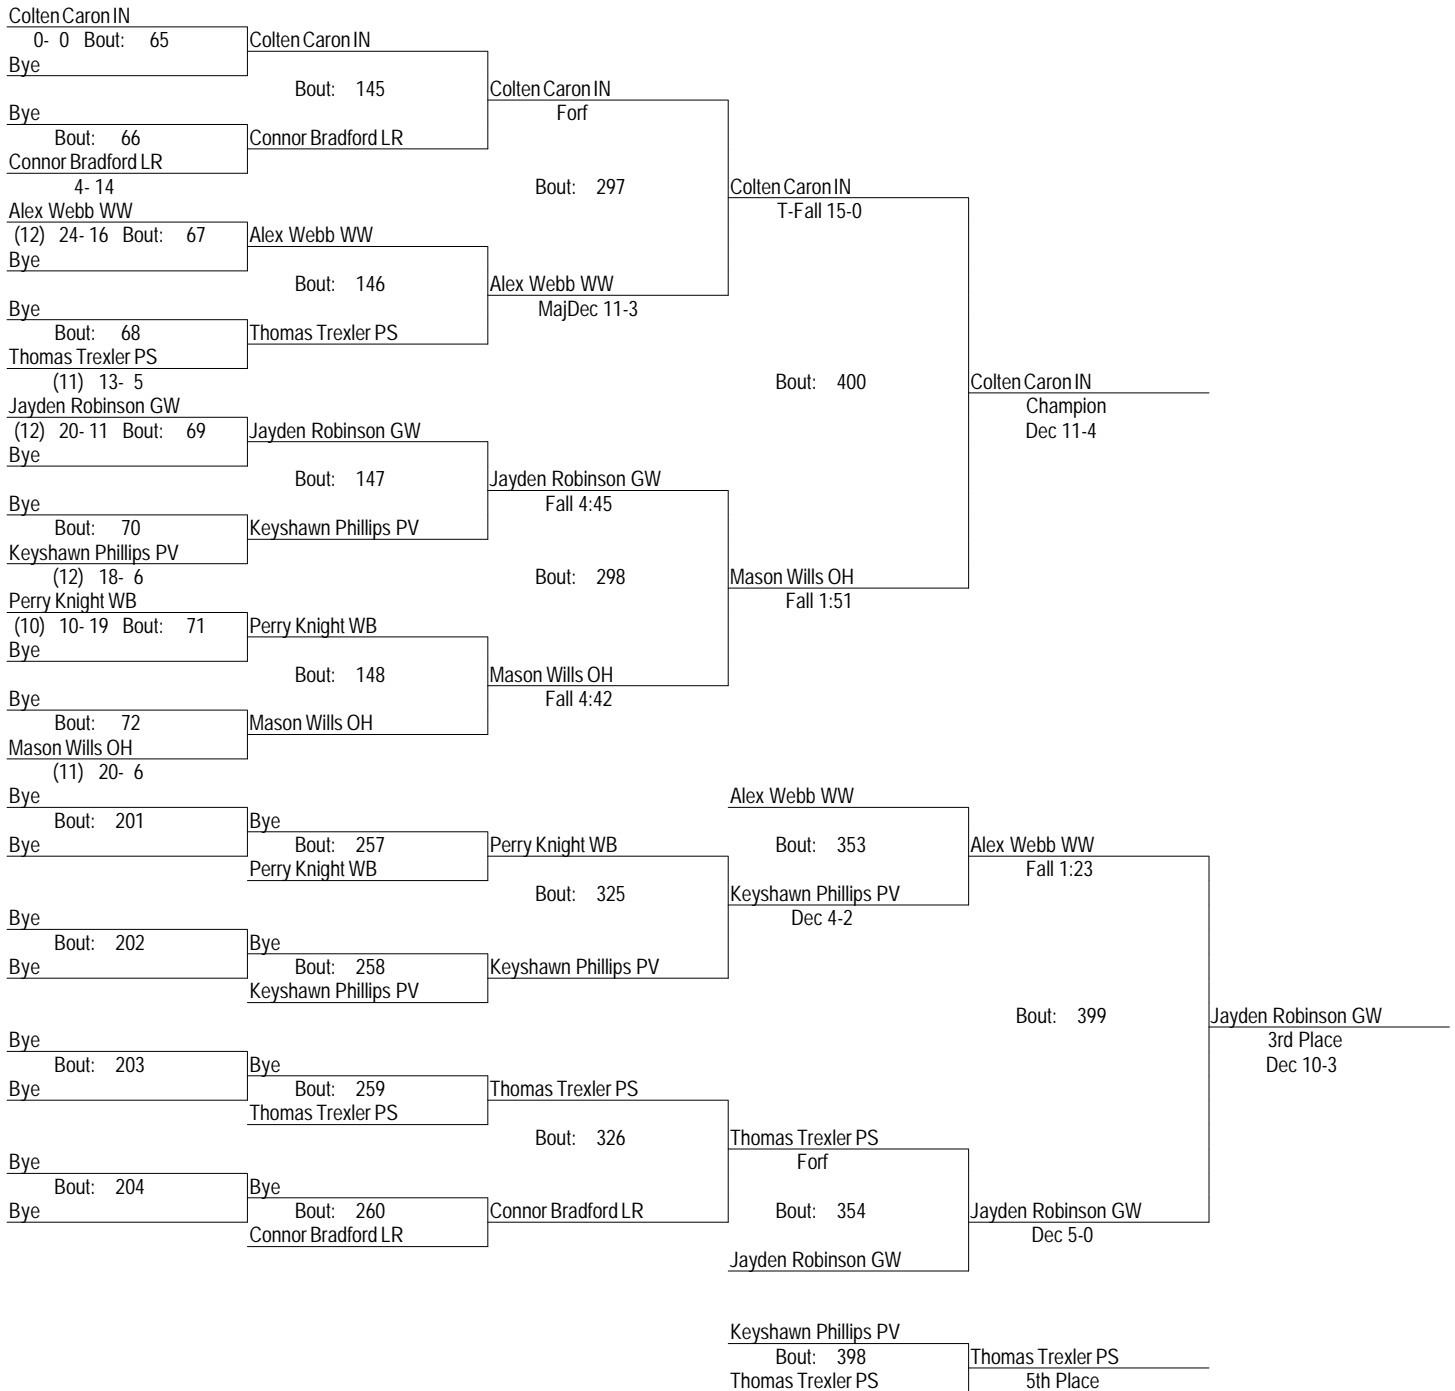 Colten Caron IN
0- 0 Bout: 65
Bye
Colten Caron IN
Bout: 145
Bye
Bout: 66
Connor Bradford LR
4- 14
Connor Bradford LR
Colten Caron IN
Forf
Bout: 297
Alex Webb WW
(12) 24- 16 Bout: 67
Bye
Alex Webb WW
Bout: 146
Bye
Bout: 68
Thomas Trexler PS
(11) 13- 5
Thomas Trexler PS
Alex Webb WW
MajDec 11-3
Colten Caron IN
T-Fall 15-0
Bout: 400
Jayden Robinson GW
(12) 20- 11 Bout: 69
Bye
Jayden Robinson GW
Bout: 147
Bye
Bout: 70
Keyshawn Phillips PV
(12) 18- 6
Keyshawn Phillips PV
Jayden Robinson GW
Fall 4:45
Bout: 298
Perry Knight WB
(10) 10- 19 Bout: 71
Bye
Perry Knight WB
Bout: 148
Bye
Bout: 72
Mason Wills OH
(11) 20- 6
Mason Wills OH
Mason Wills OH
Fall 4:42
Mason Wills OH
Fall 1:51
Colten Caron IN
Champion
Dec 11-4
Bye
Bout: 201
Bye
Bye
Bout: 257
Perry Knight WB
Perry Knight WB
Bout: 325
Bye
Bout: 202
Bye
Bye
Bout: 258
Keyshawn Phillips PV
Keyshawn Phillips PV
Alex Webb WW
Bout: 353
Keyshawn Phillips PV
Dec 4-2
Alex Webb WW
Fall 1:23
Bout: 399
Bye
Bout: 203
Bye
Bye
Bout: 259
Thomas Trexler PS
Thomas Trexler PS
Bout: 326
Bye
Bout: 204
Bye
Bye
Bout: 260
Connor Bradford LR
Connor Bradford LR
Thomas Trexler PS
Forf
Bout: 354
Jayden Robinson GW
Jayden Robinson GW
Dec 5-0
Jayden Robinson GW
3rd Place
Dec 10-3
Keyshawn Phillips PV
Bout: 398
Thomas Trexler PS
Thomas Trexler PS
5th Place